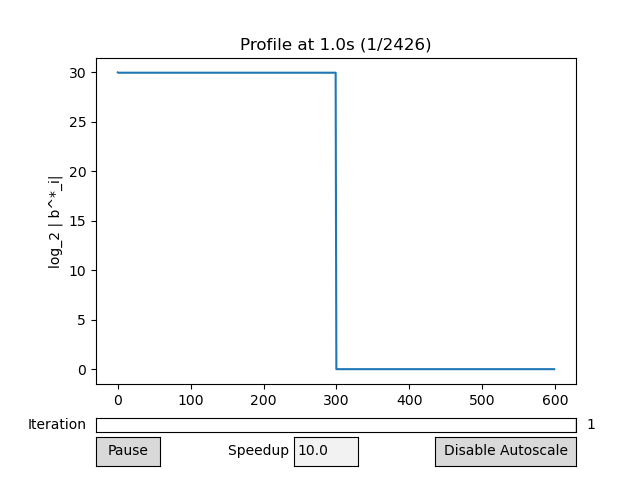 Profile at 1.0s (1/2426)
log_2 | b^*_i|
30
25
20
15
10
5
0
0 100 200 300 400 500 600
Iteration 1
Pause Speedup 10.0 Disable Autoscale